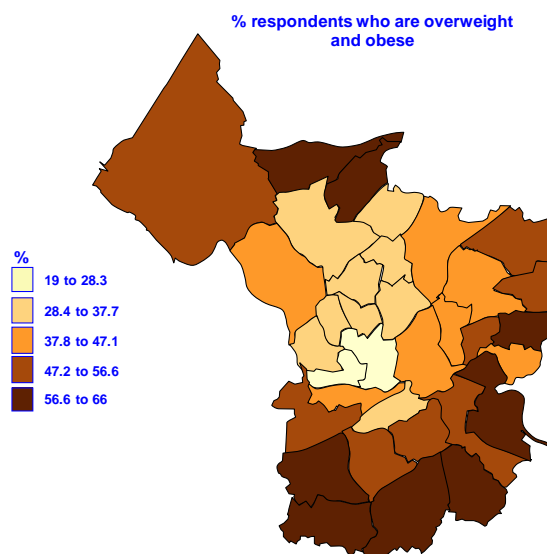 % respondents who are overweight
and obese
%
19 to 28.3
28.4 to 37.7
37.8 to 47.1
47.2 to 56.6
56.6 to 66